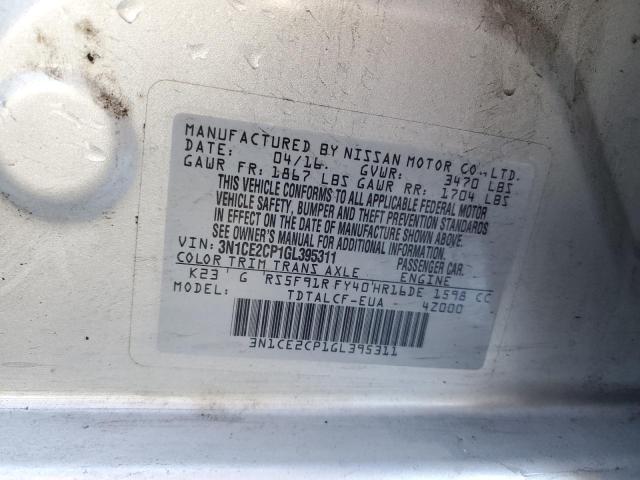 MANUFACTURED BY NISSAN MOTOR CO., LTD.
DATE: 04/16. GVWR: 3470 LBS
GAWR FR: 1867 LBS GAWR RR: 1704 LBS
THIS VEHICLE CONFORMS TO ALL APPLICABLE FEDERAL MOTOR
VEHICLE SAFETY, BUMPER AND THEFT PREVENTION STANDARDS
IN EFFECT ON THE DATE OF MANUFACTURE SHOWN ABOVE.
SEE OWNER'S MANUAL FOR ADDITIONAL INFORMATION.
VIN: 3N1CE2CP1GL395311 PASSENGER CAR.
COLOR TRIM TRANS AXLE ENGINE
K23' G RS5F91R FY40'HR16DE 1598 CC
MODEL: TDTALCF-EUA - 4Z000
3N1CE2CP1GL395311